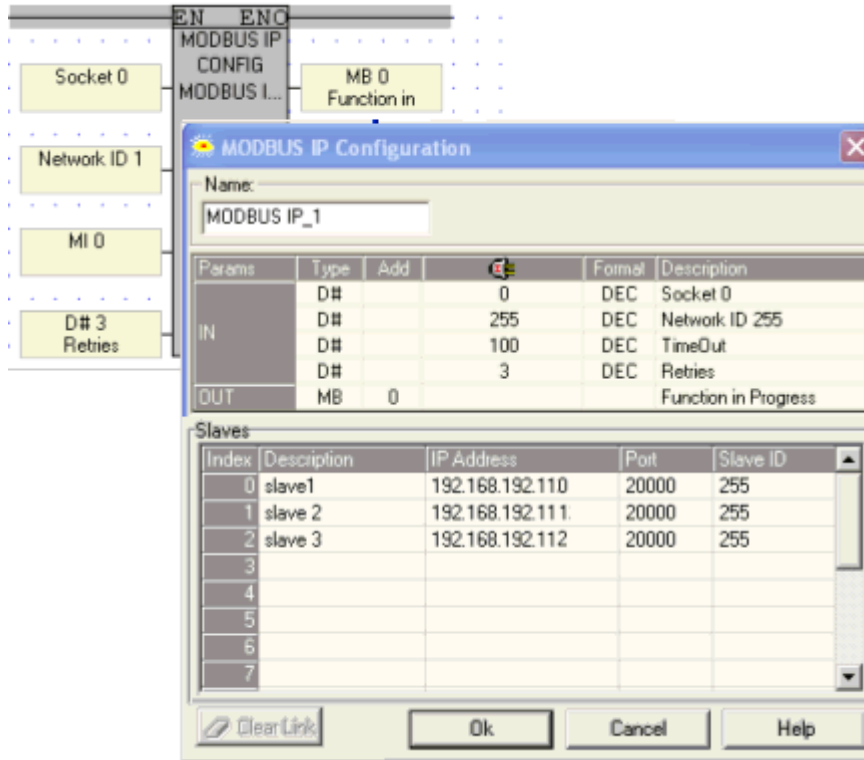 EN ENO
MODBUS IP
CONFIG
MODBUS I...
Socket 0
MB 0
Function in
Network ID 1
MI 0
D# 3
Retries
MODBUS IP Configuration
Name:
MODBUS IP_1
Params Type Add Format Description
IN
D# 0 DEC Socket 0
D# 255 DEC Network ID 255
D# 100 DEC TimeOut
D# 3 DEC Retries
OUT MB 0 Function in Progress
Slaves
Index Description IP Address Port Slave ID
0 slave1 192.168.192.110 20000 255
1 slave 2 192.168.192.111: 20000 255
2 slave 3 192.168.192.112 20000 255
3
4
5
6
7
Clear Link Ok Cancel Help